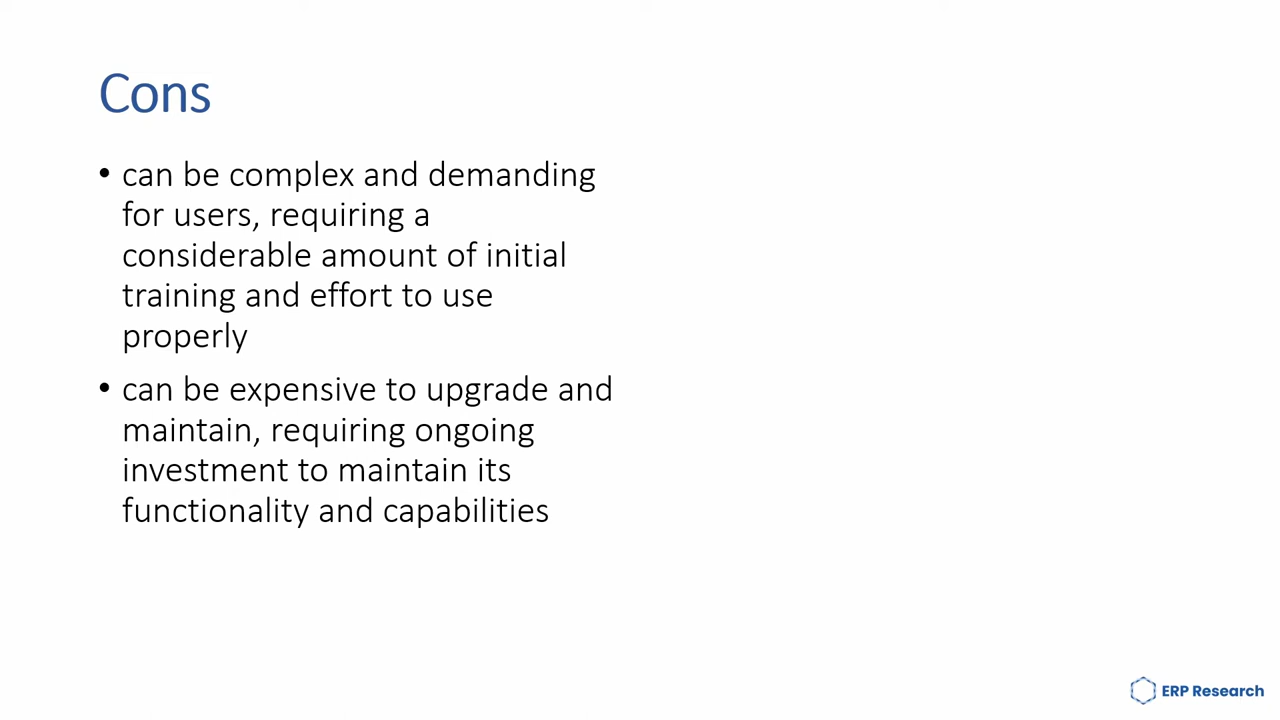 Cons
• can be complex and demanding
for users, requiring a
considerable amount of initial
training and effort to use
properly
• can be expensive to upgrade and
maintain, requiring ongoing
investment to maintain its
functionality and capabilities
ERP Research